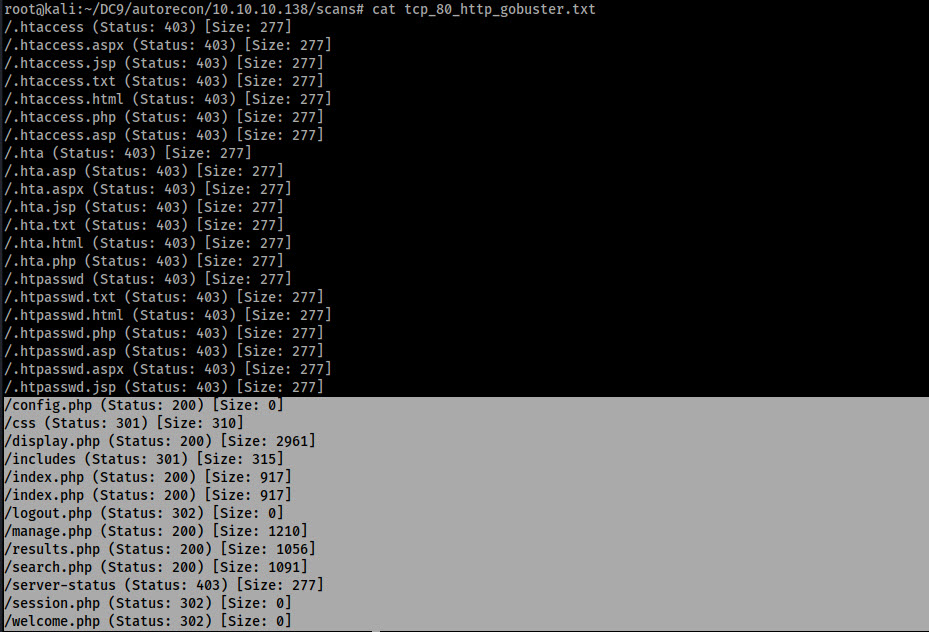 root@kali:~/DC9/autorecon/10.10.10.138/scans# cat tcp_80_http_gobuster.txt
/.htaccess (Status: 403) [Size: 277]
/.htaccess.aspx (Status: 403) [Size: 277]
/.htaccess.jsp (Status: 403) [Size: 277]
/.htaccess.txt (Status: 403) [Size: 277]
/.htaccess.html (Status: 403) [Size: 277]
/.htaccess.php (Status: 403) [Size: 277]
/.htaccess.asp (Status: 403) [Size: 277]
/.hta (Status: 403) [Size: 277]
/.hta.asp (Status: 403) [Size: 277]
/.hta.aspx (Status: 403) [Size: 277]
/.hta.jsp (Status: 403) [Size: 277]
/.hta.txt (Status: 403) [Size: 277]
/.hta.html (Status: 403) [Size: 277]
/.hta.php (Status: 403) [Size: 277]
/.htpasswd (Status: 403) [Size: 277]
/.htpasswd.txt (Status: 403) [Size: 277]
/.htpasswd.html (Status: 403) [Size: 277]
/.htpasswd.php (Status: 403) [Size: 277]
/.htpasswd.asp (Status: 403) [Size: 277]
/.htpasswd.aspx (Status: 403) [Size: 277]
/.htpasswd.jsp (Status: 403) [Size: 277]
/config.php (Status: 200) [Size: 0]
/css (Status: 301) [Size: 310]
/display.php (Status: 200) [Size: 2961]
/includes (Status: 301) [Size: 315]
/index.php (Status: 200) [Size: 917]
/index.php (Status: 200) [Size: 917]
/logout.php (Status: 302) [Size: 0]
/manage.php (Status: 200) [Size: 1210]
/results.php (Status: 200) [Size: 1056]
/search.php (Status: 200) [Size: 1091]
/server-status (Status: 403) [Size: 277]
/session.php (Status: 302) [Size: 0]
/welcome.php (Status: 302) [Size: 0]